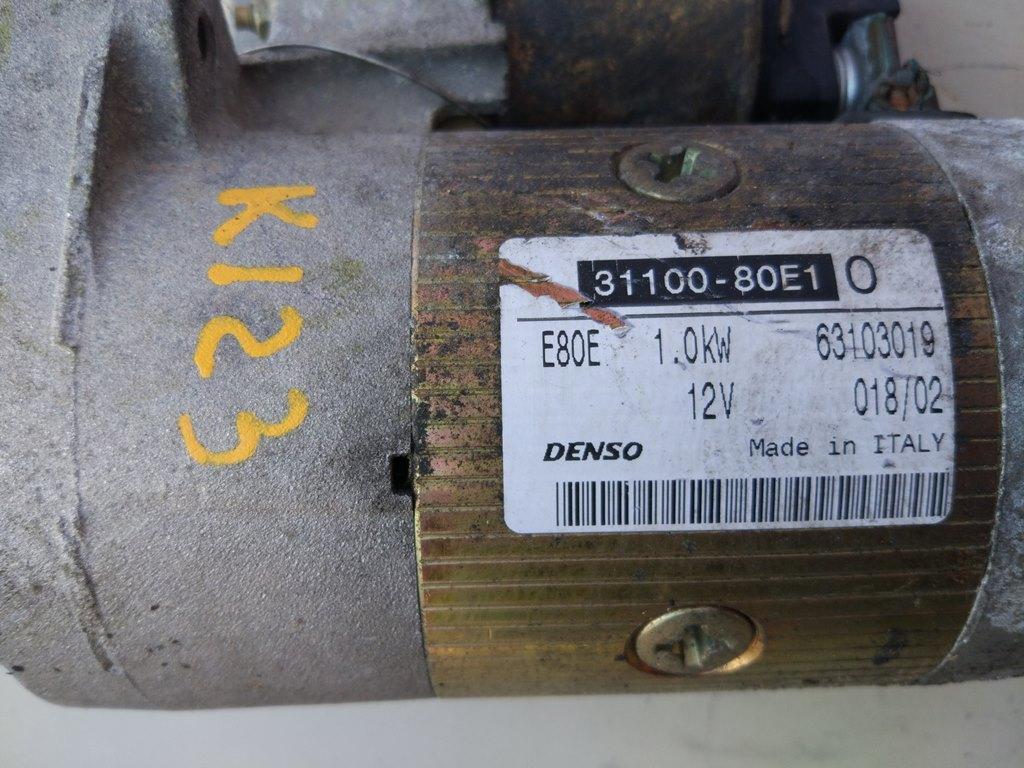 K123
31100-80E1 0
E80E 1.0kW 63103019
12V 018/02
DENSO Made in ITALY